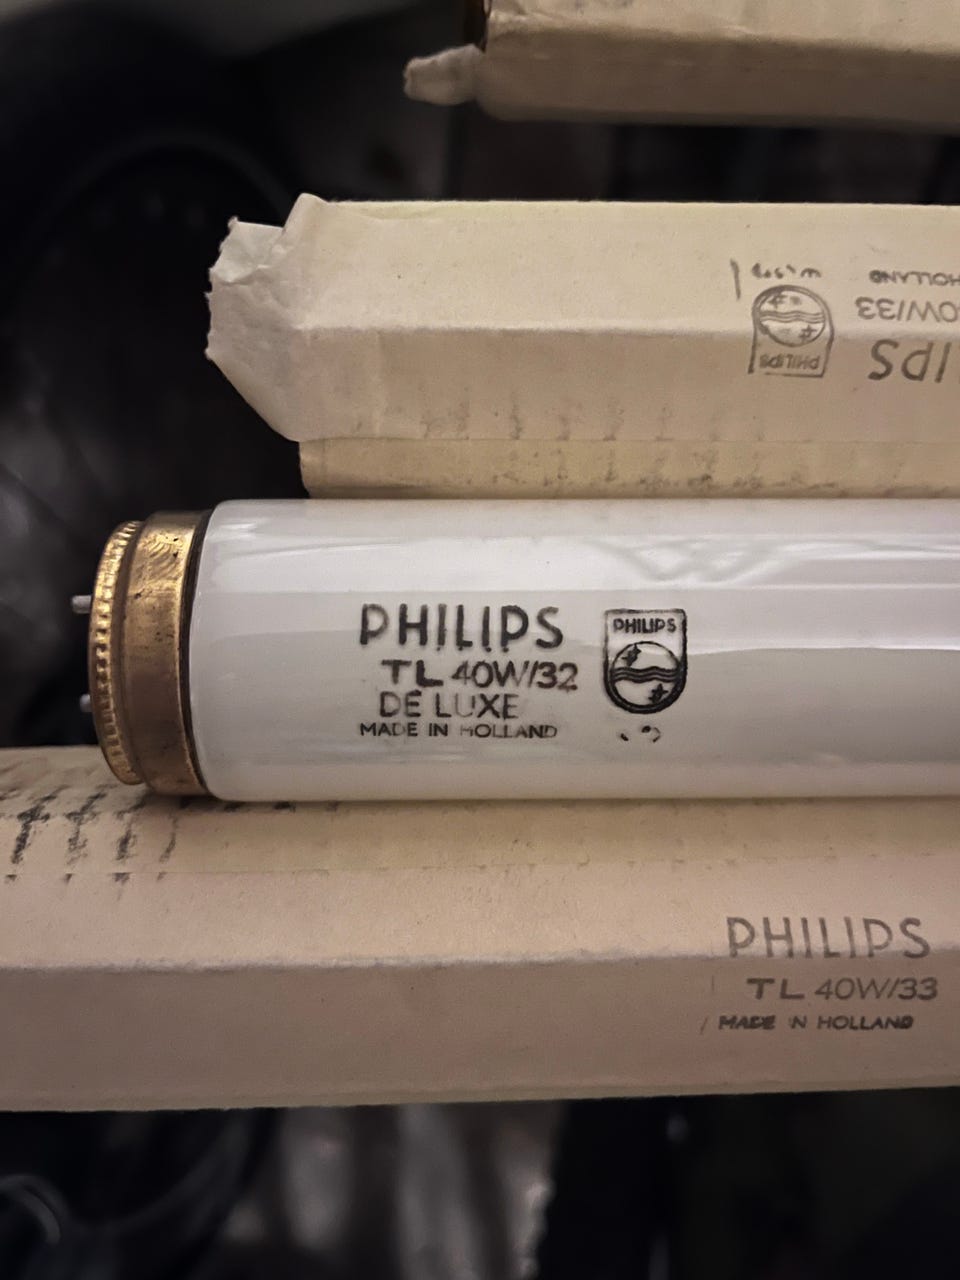 HOLLAND
0W/33
IPS
PHILIPS
PHILIPS
TL 40W/32
DE LUXE
MADE IN HOLLAND
PHILIPS
PHILIPS
TL 40W/33
MADE IN HOLLAND